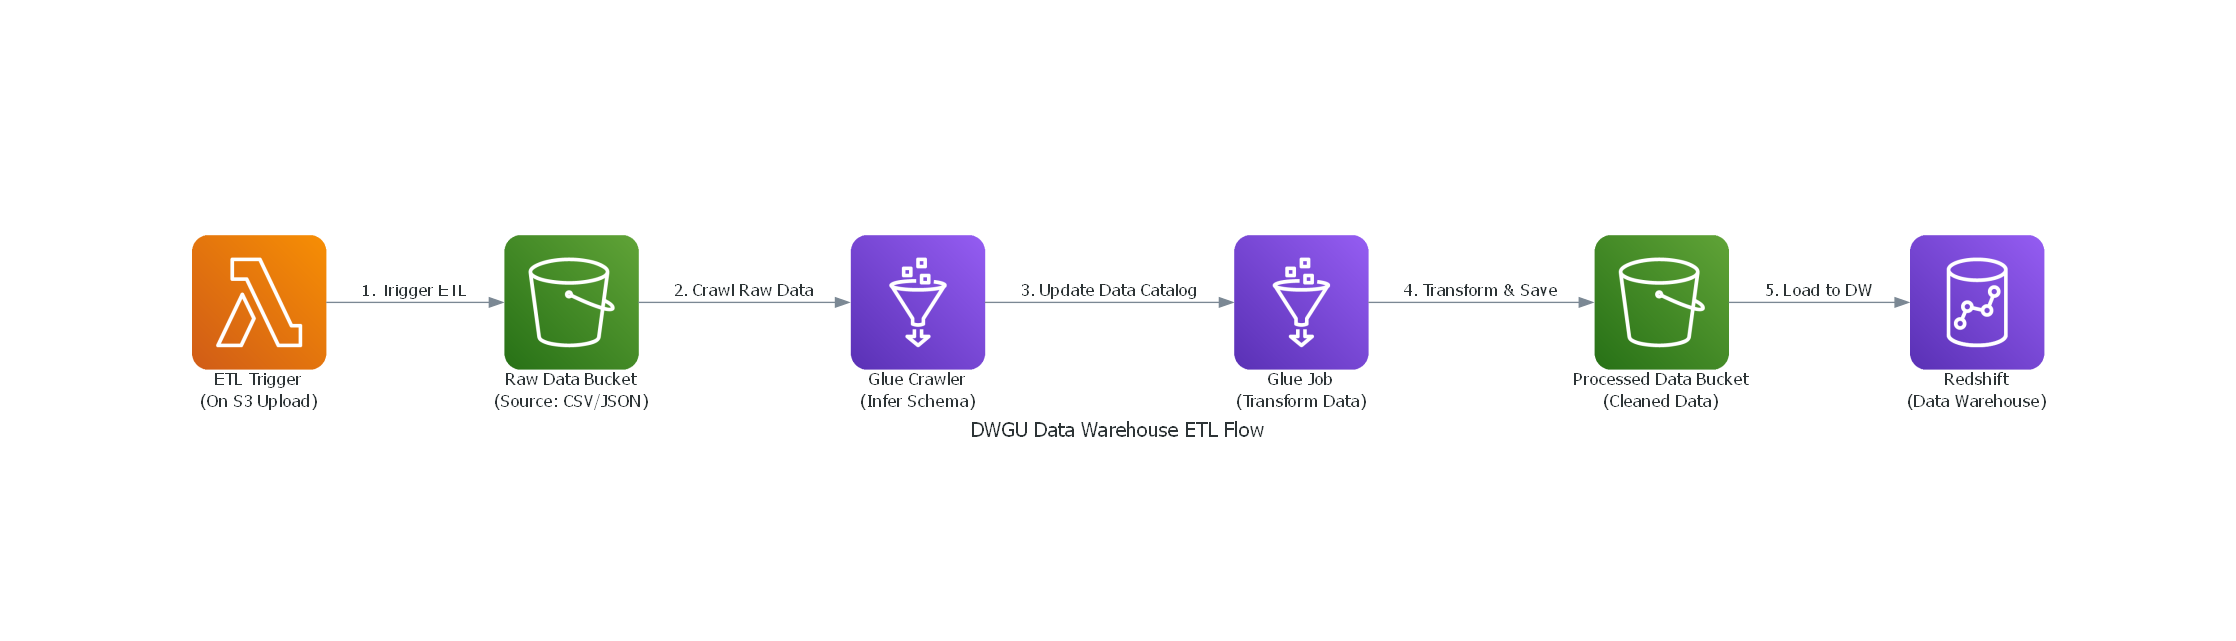 1. Trigger ETL
2. Crawl Raw Data
3. Update Data Catalog
4. Transform & Save
5. Load to DW
ETL Trigger
(On S3 Upload)
Raw Data Bucket
(Source: CSV/JSON)
Glue Crawler
(Infer Schema)
Glue Job
(Transform Data)
Processed Data Bucket
(Cleaned Data)
Redshift
(Data Warehouse)
DWGU Data Warehouse ETL Flow